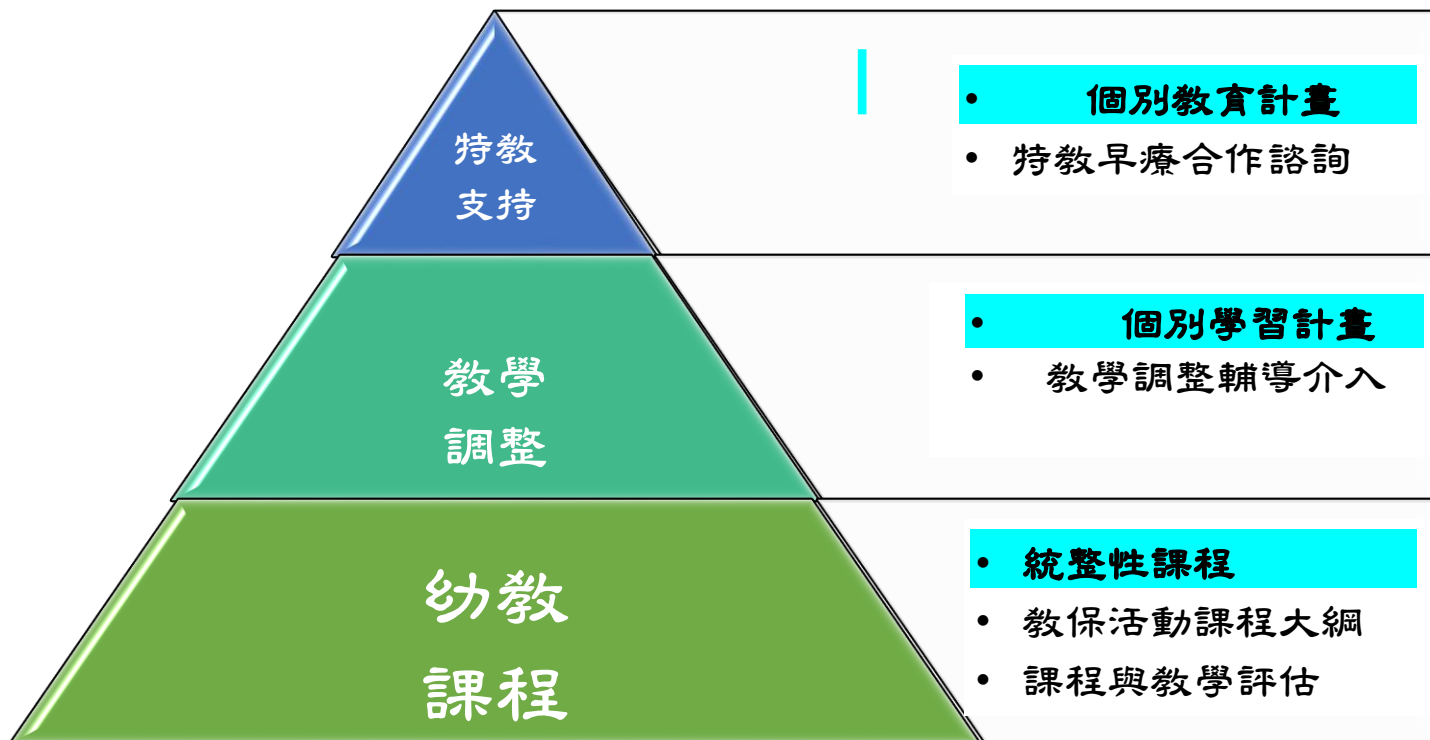 特教
支持
• 個別教育計畫
• 特教早療合作諮詢
教學
調整
• 個別學習計畫
• 教學調整輔導介入
幼教
課程
• 統整性課程
• 教保活動課程大綱
• 課程與教學評估